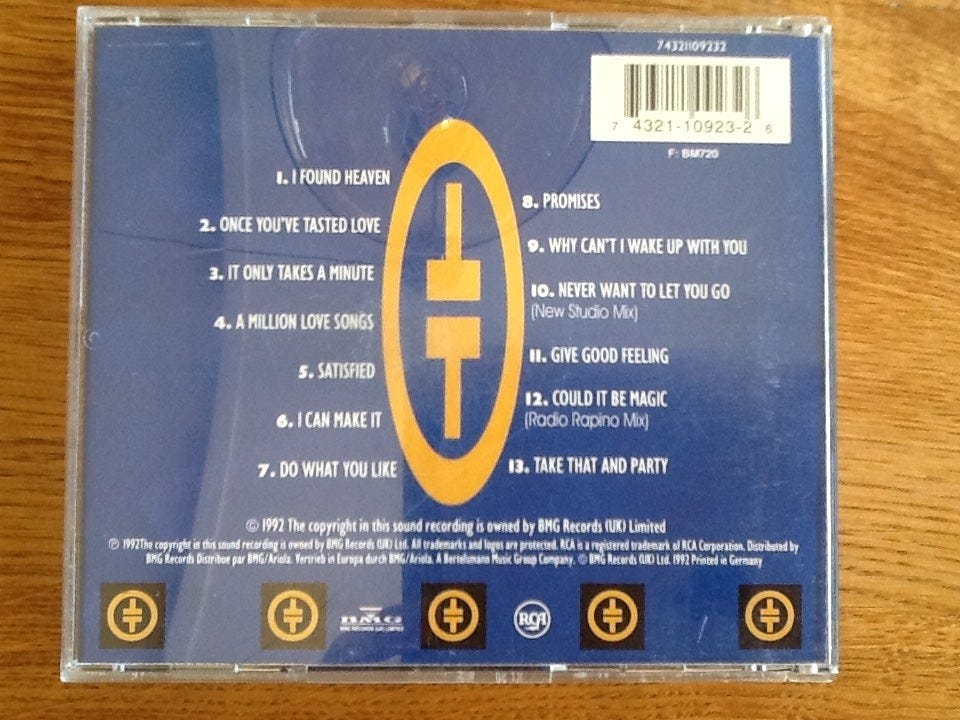 74321109232
7 4321-10923-2 6
F: BM720
1. I FOUND HEAVEN
2. ONCE YOU'VE TASTED LOVE
3. IT ONLY TAKES A MINUTE
4. A MILLION LOVE SONGS
5. SATISFIED
6. I CAN MAKE IT
7. DO WHAT YOU LIKE
8. PROMISES
9. WHY CAN'T I WAKE UP WITH YOU
10. NEVER WANT TO LET YOU GO
(New Studio Mix)
11. GIVE GOOD FEELING
12. COULD IT BE MAGIC
(Radio Rapino Mix)
13. TAKE THAT AND PARTY
© 1992 The copyright in this sound recording is owned by BMG Records (UK) Limited
℗ 1992The copyright in this sound recording is owned by BMG Records (UK) Ltd. All trademarks and logos are protected. RCA is a registered trademark of RCA Corporation. Distributed by
BMG Records Distribue par BMG/Ariola. Vertrieb in Europa durch BMG/Ariola. A Bertelsmann Music Group Company. © BMG Records (UK) Ltd. 1992 Printed in Germany
BMG
BMG RECORDS (UK) LIMITED
RCA